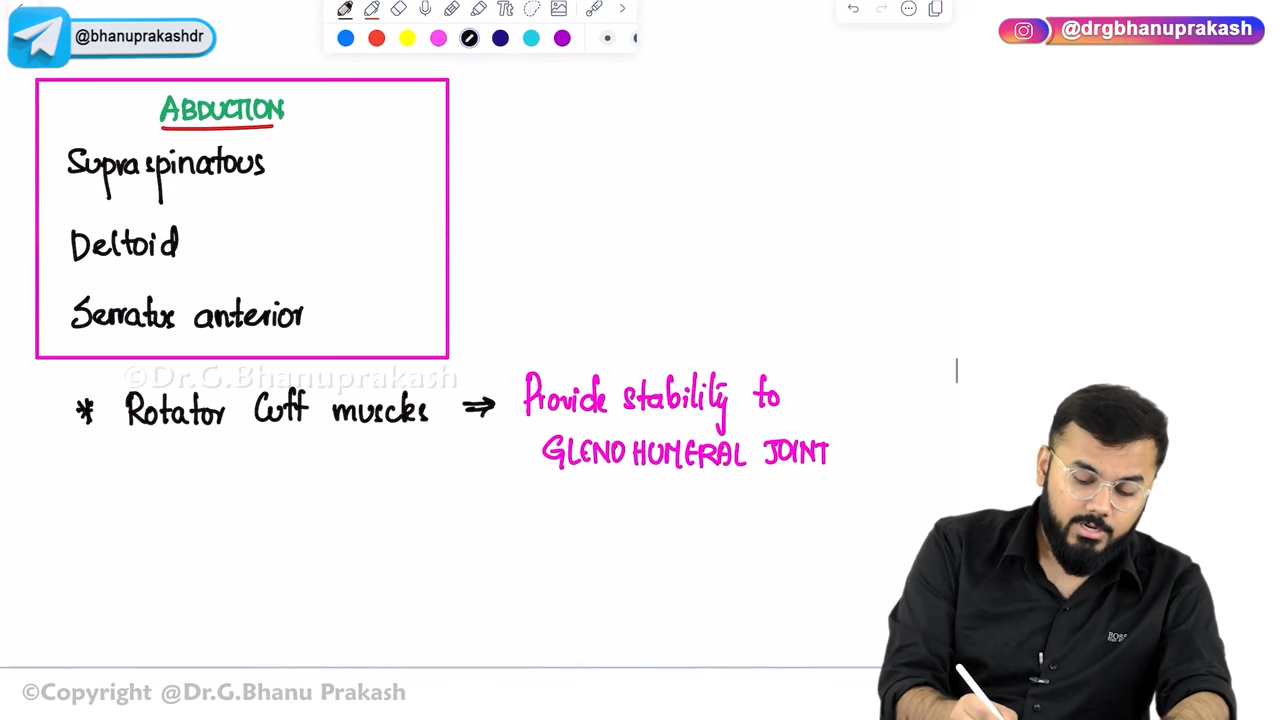 @bhanuprakashdr
@drgbhanuprakash
ABDUCTION
Supraspinatous
Deltoid
Serratus anterior
©Dr.G.Bhanuprakash
* Rotator Cuff muscles ⇒ Provide stability to
GLENOHUMERAL JOINT
BOSS
©Copyright @Dr.G.Bhanu Prakash